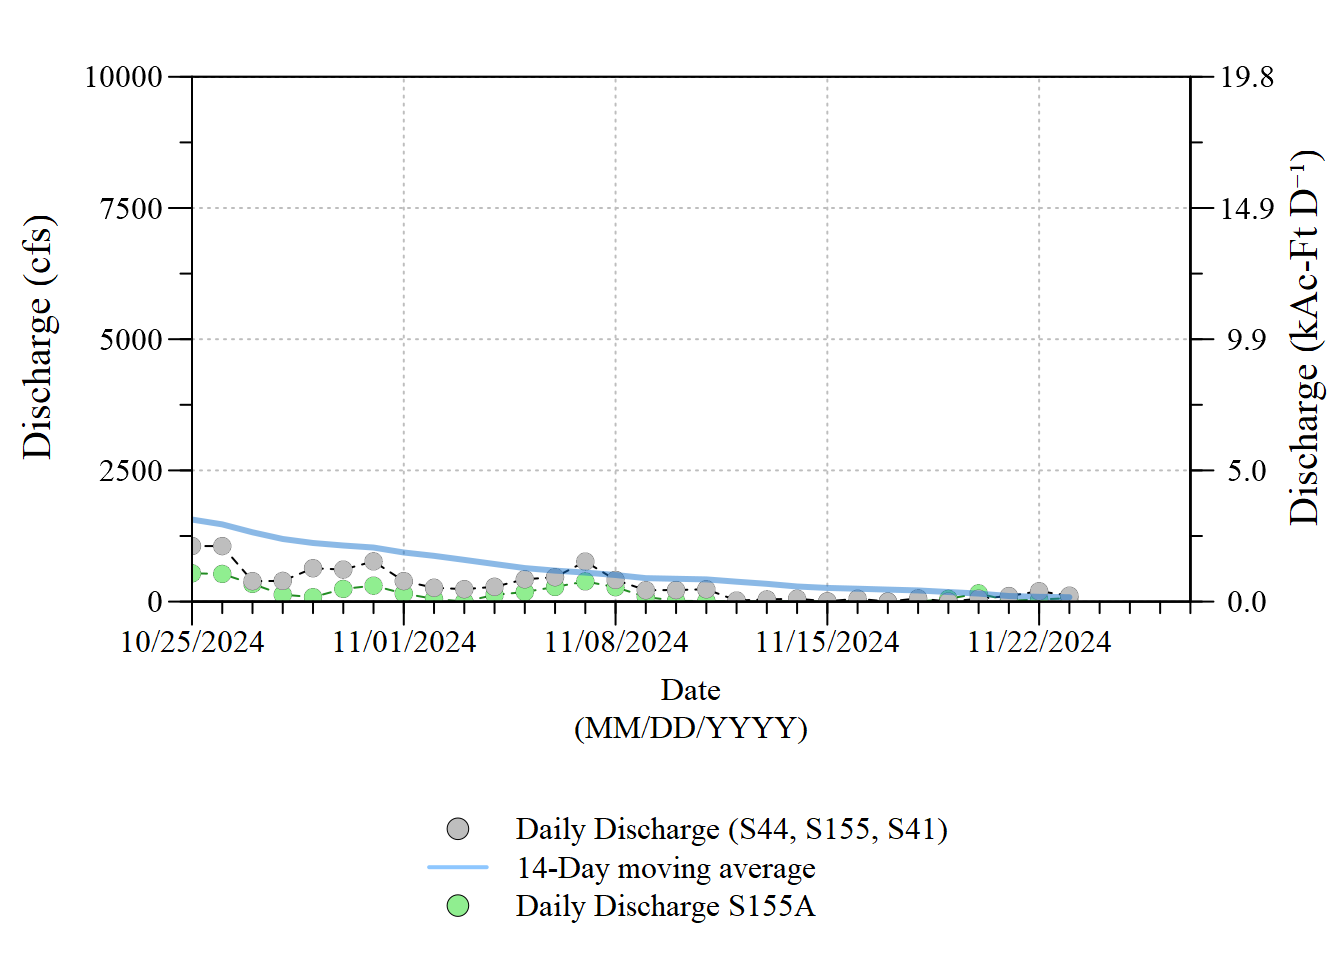 10000
7500
5000
2500
0
Discharge (cfs)
19.8
14.9
9.9
5.0
0.0
Discharge (kAc-Ft D⁻¹)
10/25/2024
11/01/2024
11/08/2024
11/15/2024
11/22/2024
Date
(MM/DD/YYYY)
Daily Discharge (S44, S155, S41)
14-Day moving average
Daily Discharge S155A